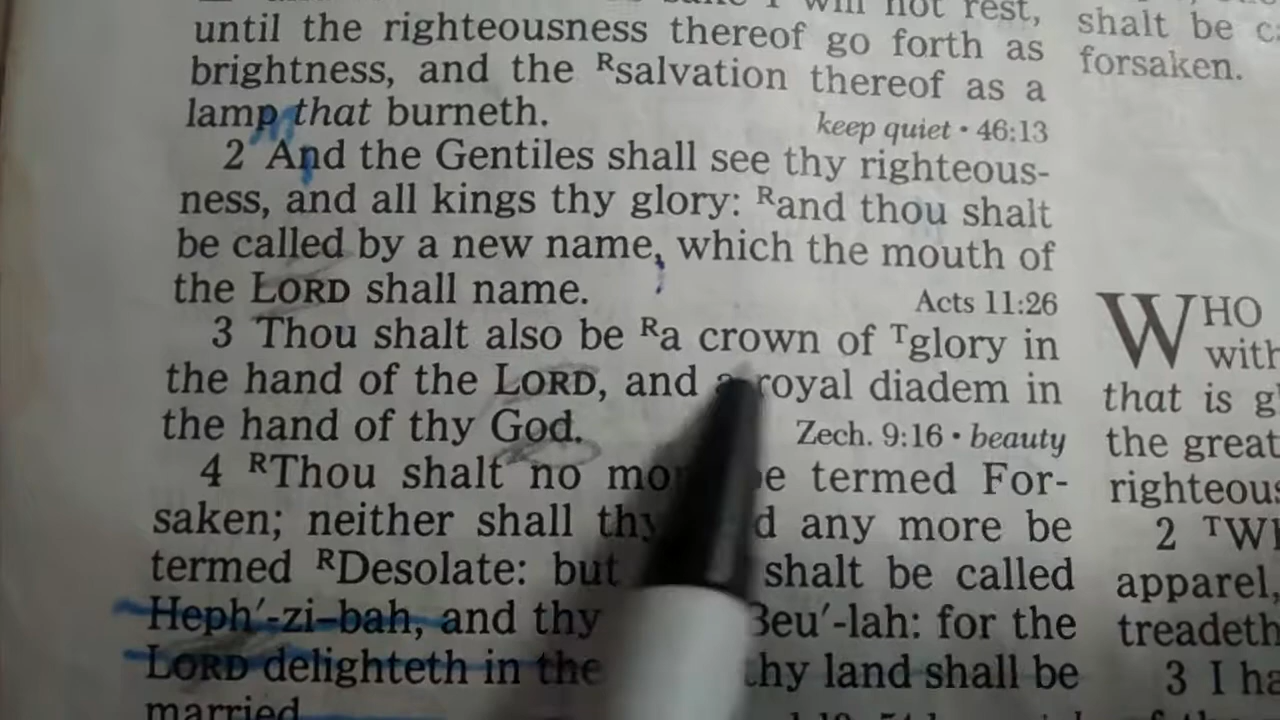 will not rest,
until the righteousness thereof go forth as
brightness, and the ᴿsalvation thereof as a
lamp that burneth.
keep quiet • 46:13
2 And the Gentiles shall see thy righteous-
ness, and all kings thy glory: ᴿand thou shalt
be called by a new name, which the mouth of
the LORD shall name.
Acts 11:26
3 Thou shalt also be ᴿa crown of ᵀglory in
the hand of the LORD, and a royal diadem in
the hand of thy God.
Zech. 9:16 • beauty
4 ᴿThou shalt no be termed For-
saken; neither shall any more be
termed ᴿDesolate: but shalt be called
Heph′-zi-bah, and thy Beu′-lah: for the
LORD delighteth in the thy land shall be
married.
shalt be
forsaken.
WHO
with
that is
the great
2
apparel,
3 I